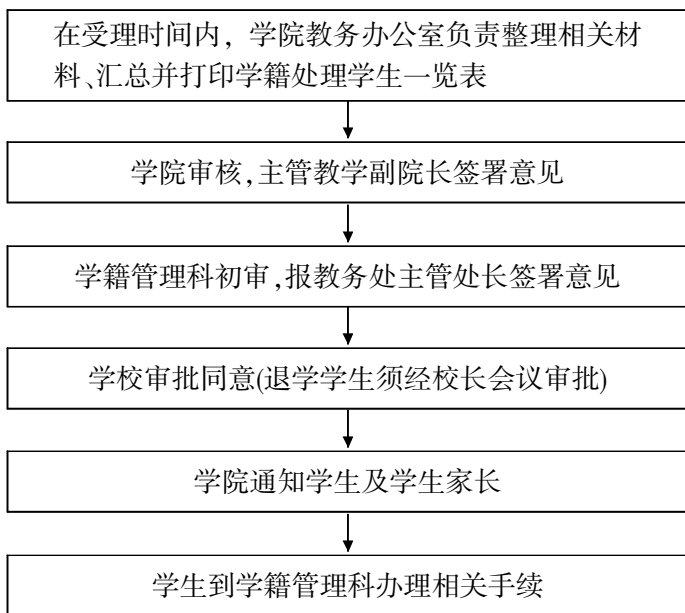 在受理时间内，学院教务办公室负责整理相关材
料、汇总并打印学籍处理学生一览表
学院审核,主管教学副院长签署意见
学籍管理科初审,报教务处主管处长签署意见
学校审批同意(退学学生须经校长会议审批)
学院通知学生及学生家长
学生到学籍管理科办理相关手续